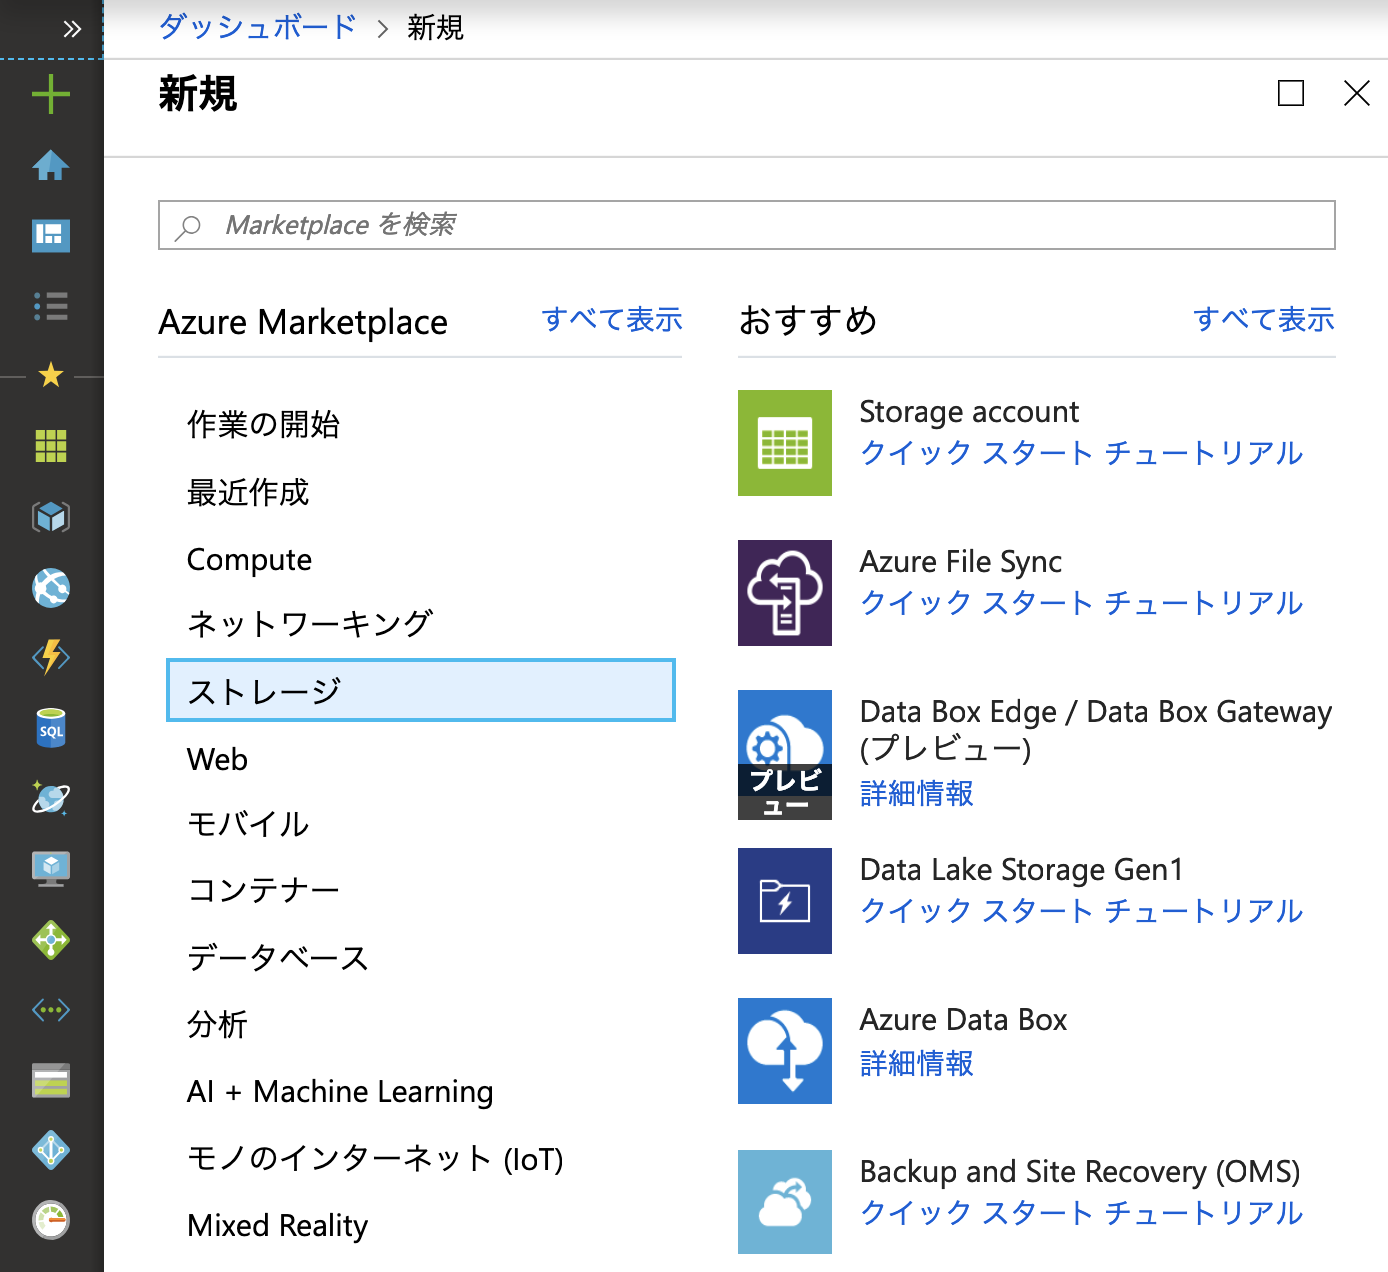 ダッシュボード > 新規
新規
Marketplace を検索
Azure Marketplace すべて表示
作業の開始
最近作成
Compute
ネットワーキング
ストレージ
Web
モバイル
コンテナー
データベース
分析
AI + Machine Learning
モノのインターネット (IoT)
Mixed Reality
おすすめ すべて表示
Storage account
クイック スタート チュートリアル
Azure File Sync
クイック スタート チュートリアル
Data Box Edge / Data Box Gateway
(プレビュー)
詳細情報
プレビ
ュー
Data Lake Storage Gen1
クイック スタート チュートリアル
Azure Data Box
詳細情報
Backup and Site Recovery (OMS)
クイック スタート チュートリアル
SQL